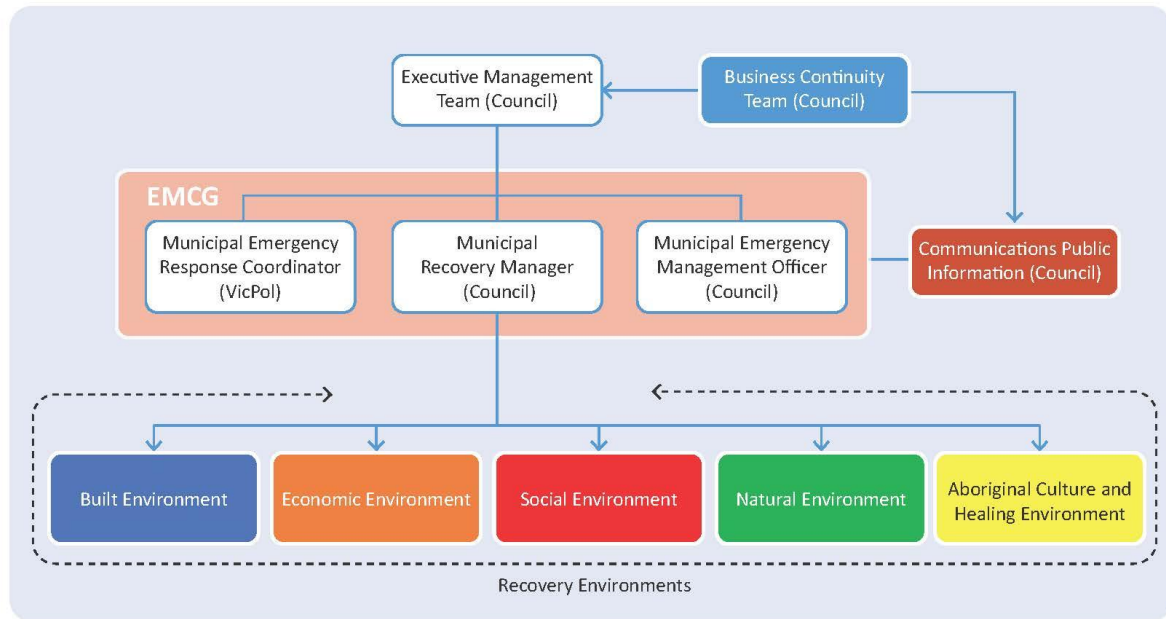 Executive Management
Team (Council)
Business Continuity
Team (Council)
EMCG
Municipal Emergency
Response Coordinator
(VicPol)
Municipal
Recovery Manager
(Council)
Municipal Emergency
Management Officer
(Council)
Communications Public
Information (Council)
Built Environment
Economic Environment
Social Environment
Natural Environment
Aboriginal Culture and
Healing Environment
Recovery Environments